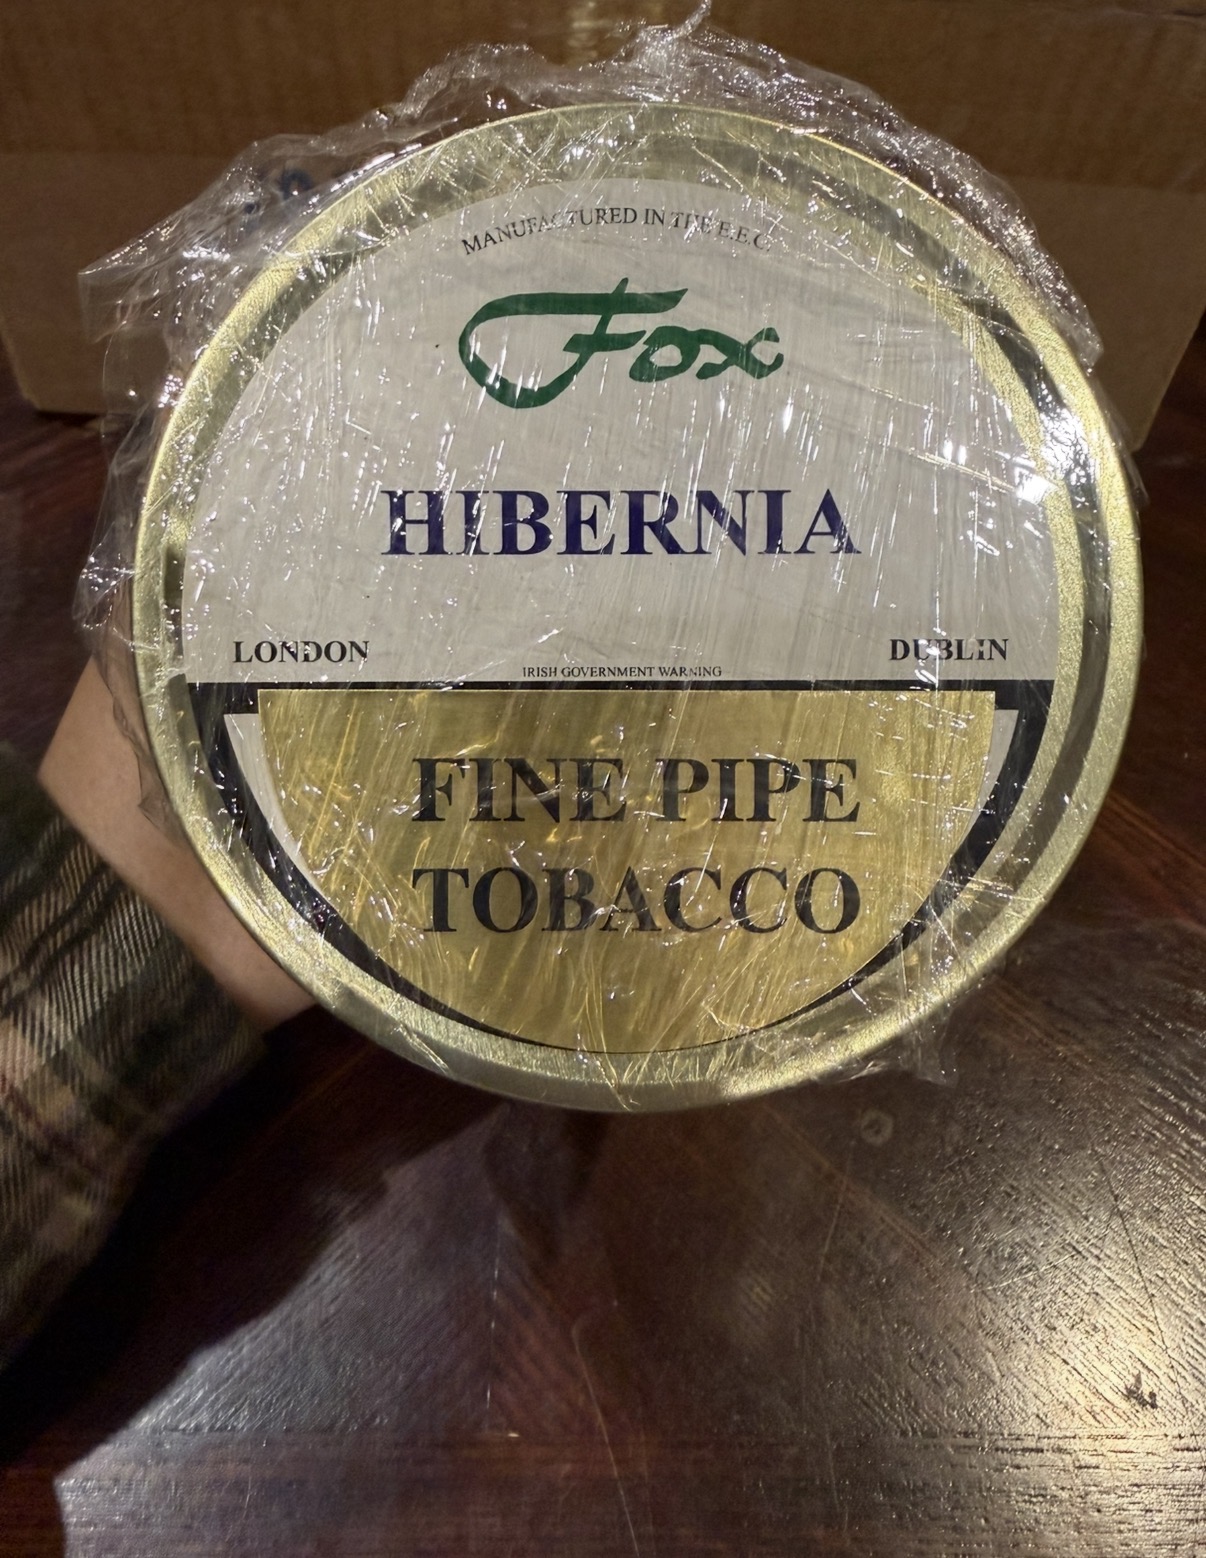 MANUFACTURED IN THE E.E.C.
Fox
HIBERNIA
LONDON
DUBLIN
IRISH GOVERNMENT WARNING
FINE PIPE
TOBACCO